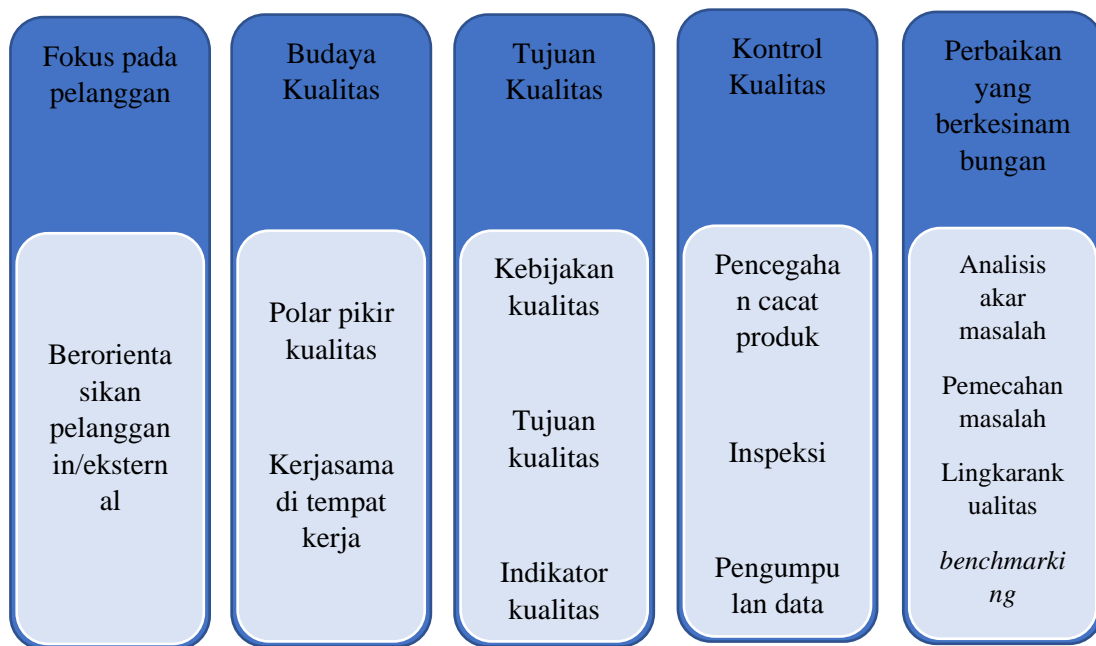 Fokus pada
pelanggan
Berorienta
sikan
pelanggan
in/ekstern
al
Budaya
Kualitas
Polar pikir
kualitas
Kerjasama
di tempat
kerja
Tujuan
Kualitas
Kebijakan
kualitas
Tujuan
kualitas
Indikator
kualitas
Kontrol
Kualitas
Pencegaha
n cacat
produk
Inspeksi
Pengumpu
lan data
Perbaikan
yang
berkesinam
bungan
Analisis
akar
masalah
Pemecahan
masalah
Lingkarank
ualitas
benchmarki
ng